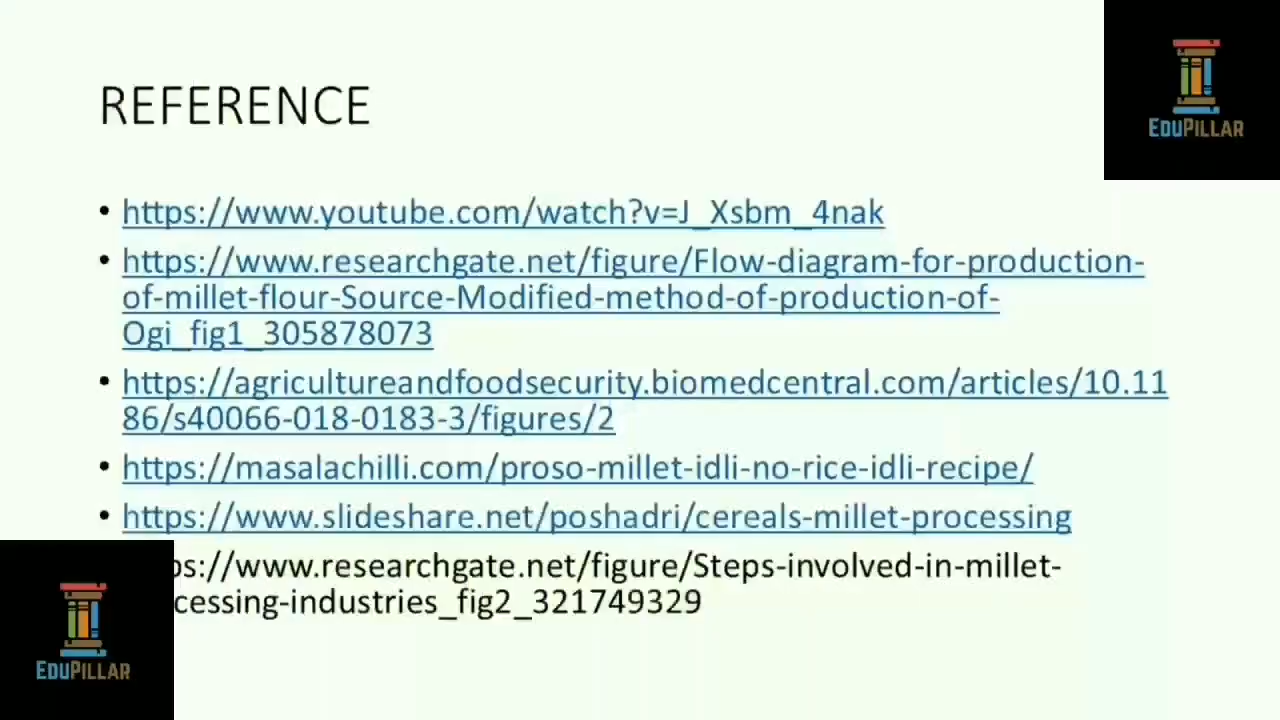 EDUPILLAR
REFERENCE
• https://www.youtube.com/watch?v=J_Xsbm_4nak
• https://www.researchgate.net/figure/Flow-diagram-for-production-
of-millet-flour-Source-Modified-method-of-production-of-
Ogi_fig1_305878073
• https://agricultureandfoodsecurity.biomedcentral.com/articles/10.11
86/s40066-018-0183-3/figures/2
• https://masalachilli.com/proso-millet-idli-no-rice-idli-recipe/
• https://www.slideshare.net/poshadri/cereals-millet-processing
ps://www.researchgate.net/figure/Steps-involved-in-millet-
cessing-industries_fig2_321749329
EDUPILLAR